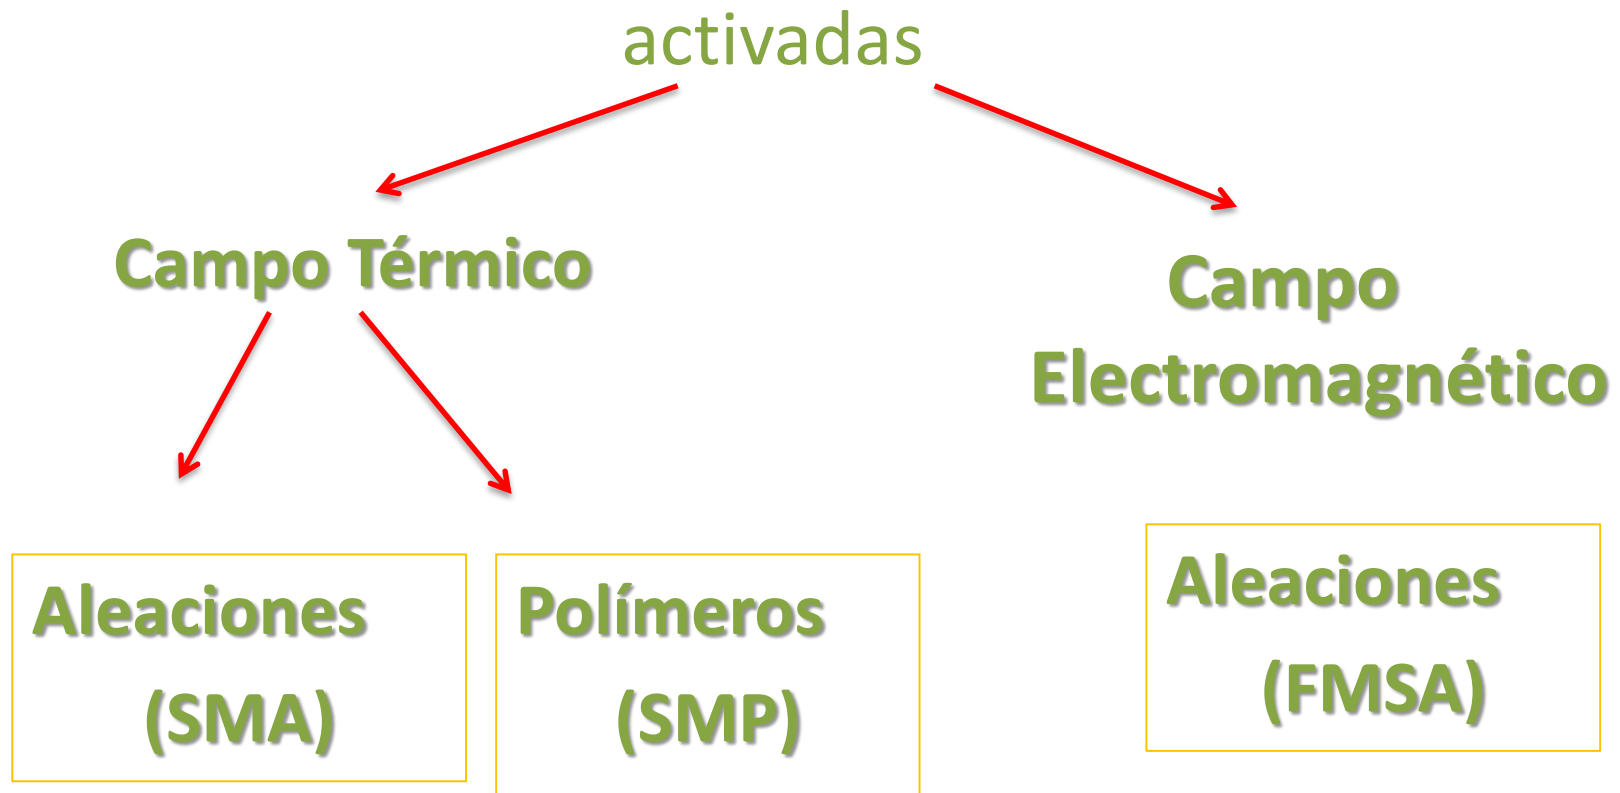 activadas
Campo Térmico
Campo
Electromagnético
Aleaciones
(SMA)
Polímeros
(SMP)
Aleaciones
(FMSA)